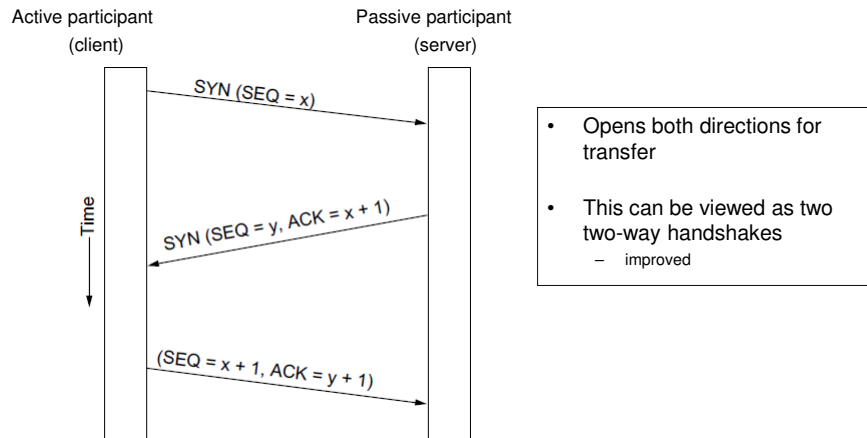 Active participant
(client)
Passive participant
(server)
SYN (SEQ = x)
SYN (SEQ = y, ACK = x + 1)
(SEQ = x + 1, ACK = y + 1)
Time
• Opens both directions for
transfer
• This can be viewed as two
two-way handshakes
– improved